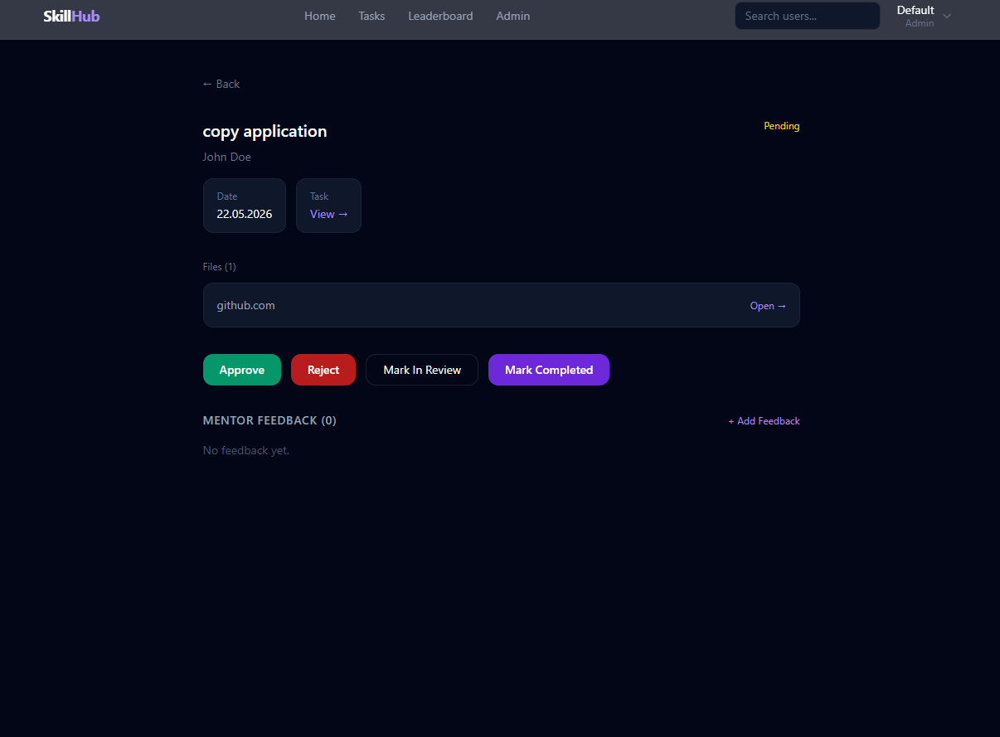 SkillHub Home Tasks Leaderboard Admin Search users... Default
Admin
← Back
copy application Pending
John Doe
Date Task
22.05.2026 View →
Files (1)
github.com Open →
Approve Reject Mark In Review Mark Completed
MENTOR FEEDBACK (0) + Add Feedback
No feedback yet.